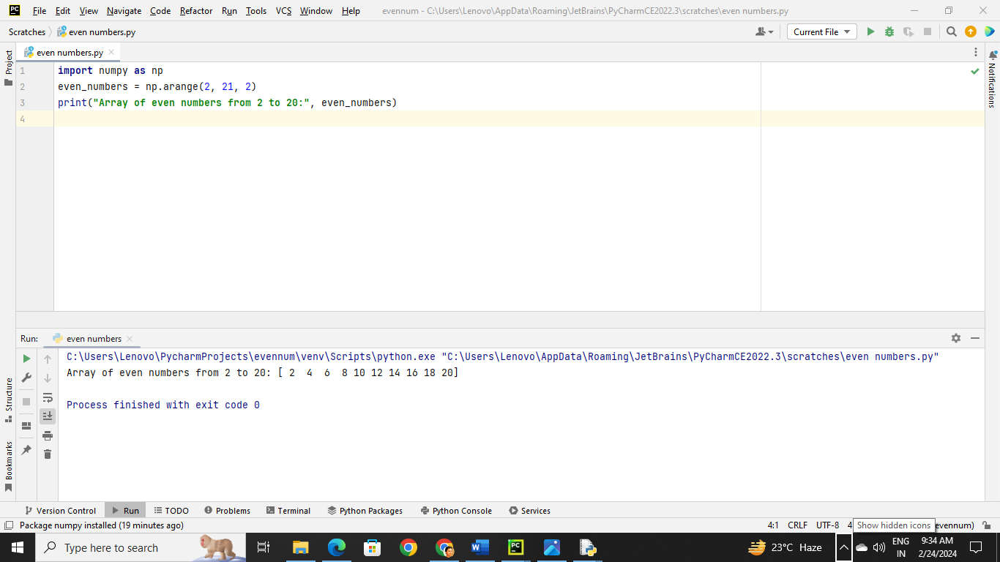 PC File Edit View Navigate Code Refactor Run Tools VCS Window Help evennum - C:\Users\Lenovo\AppData\Roaming\JetBrains\PyCharmCE2022.3\scratches\even numbers.py
Scratches even numbers.py Current File
Project
even numbers.py
Notifications
1 import numpy as np
2 even_numbers = np.arange(2, 21, 2)
3 print("Array of even numbers from 2 to 20:", even_numbers)
4
Run: even numbers
C:\Users\Lenovo\PycharmProjects\evennum\venv\Scripts\python.exe "C:\Users\Lenovo\AppData\Roaming\JetBrains\PyCharmCE2022.3\scratches\even numbers.py"
Array of even numbers from 2 to 20: [ 2  4  6  8 10 12 14 16 18 20]
Process finished with exit code 0
Structure
Bookmarks
Version Control Run TODO Problems Terminal Python Packages Python Console Services
Package numpy installed (19 minutes ago) 4:1 CRLF UTF-8 4 Show hidden icons evennum)
Type here to search W PC 23°C Haze ENG 9:34 AM
IN 2/24/2024